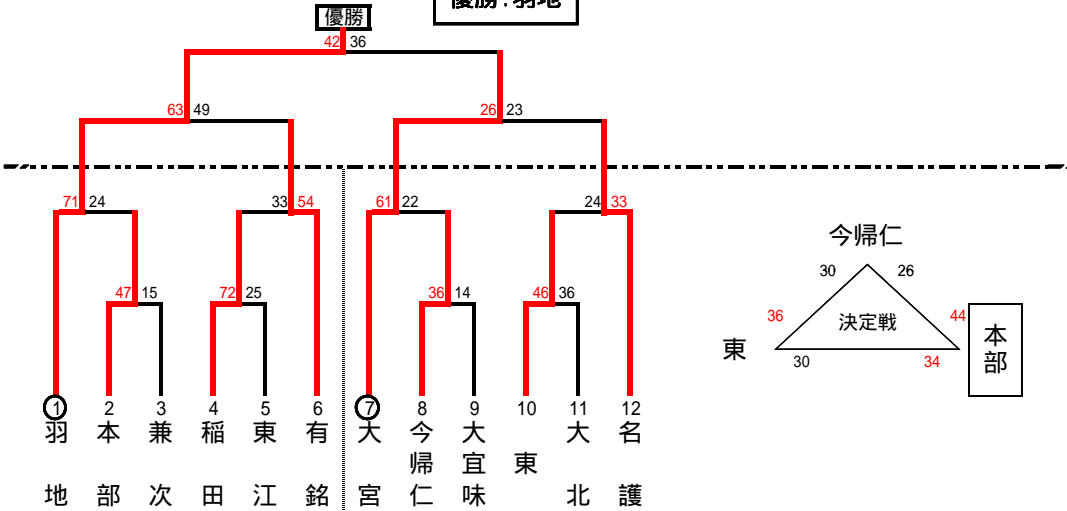 優勝：羽地
優勝
42 36
63 49
26 23
71 24
33 54
61 22
24 33
47 15
72 25
36 14
46 36
1 2 3 4 5 6 7 8 9 10 11 12
羽地
本部
兼次
稲田
東江
有銘
大宮
今帰仁
大宜味
東
大北
名護
今帰仁
30 26
36 44
決定戦
東
本部
30 34